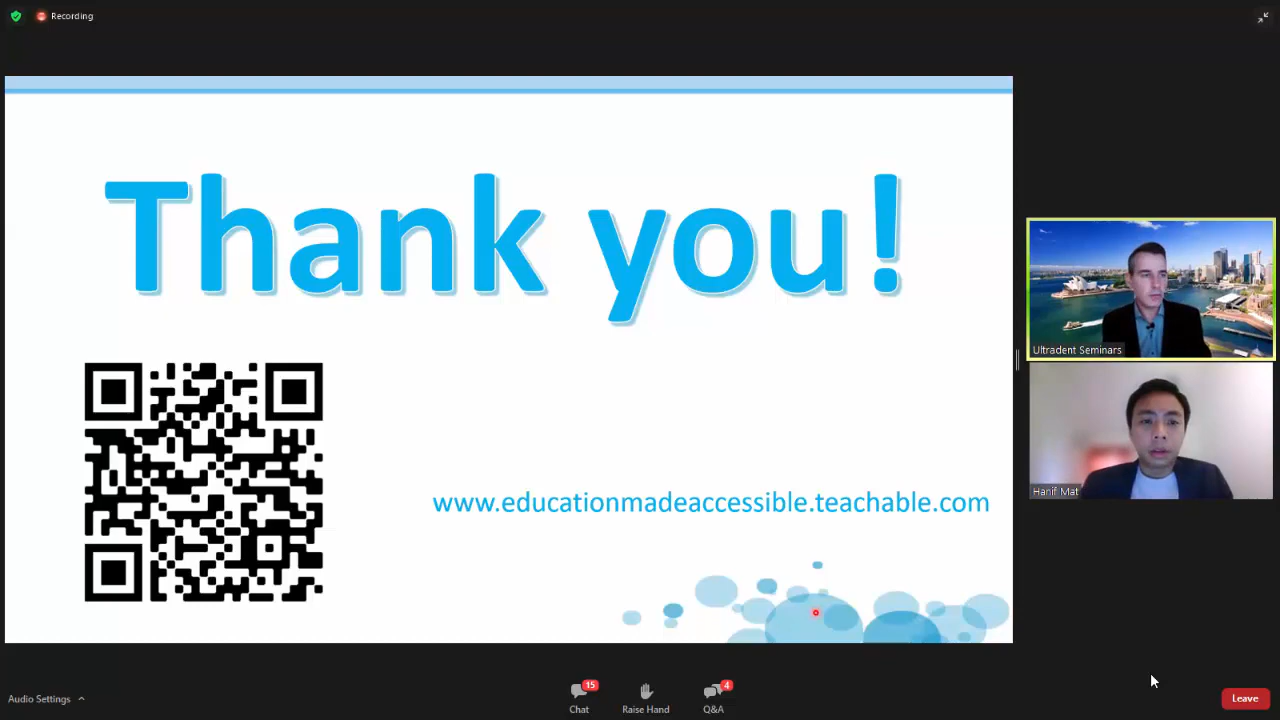 Recording
Thank you!
www.educationmadeaccessible.teachable.com
Ultradent Seminars
Hanif Mat
Audio Settings
15
Chat
Raise Hand
4
Q&A
Leave